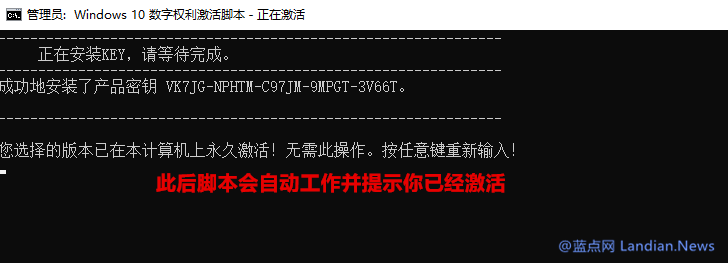 管理员: Windows 10 数字权利激活脚本 - 正在激活
------------------------------------------------------------------
正在安装KEY，请等待完成。
------------------------------------------------------------------
成功地安装了产品密钥 VK7JG-NPHTM-C97JM-9MPGT-3V66T。
------------------------------------------------------------------
您选择的版本已在本计算机上永久激活！无需此操作。按任意键重新输入！
此后脚本会自动工作并提示你已经激活
@蓝点网 Landian.News